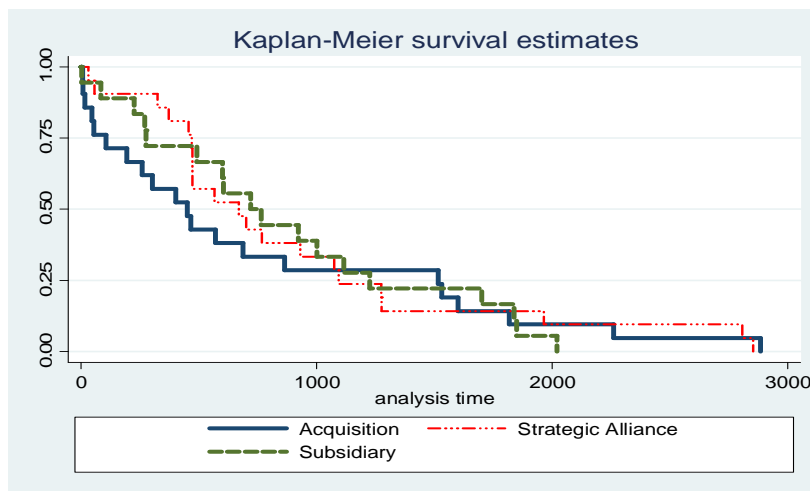 Kaplan-Meier survival estimates
1.00
0.75
0.50
0.25
0.00
0 1000 2000 3000
analysis time
Acquisition Strategic Alliance
Subsidiary